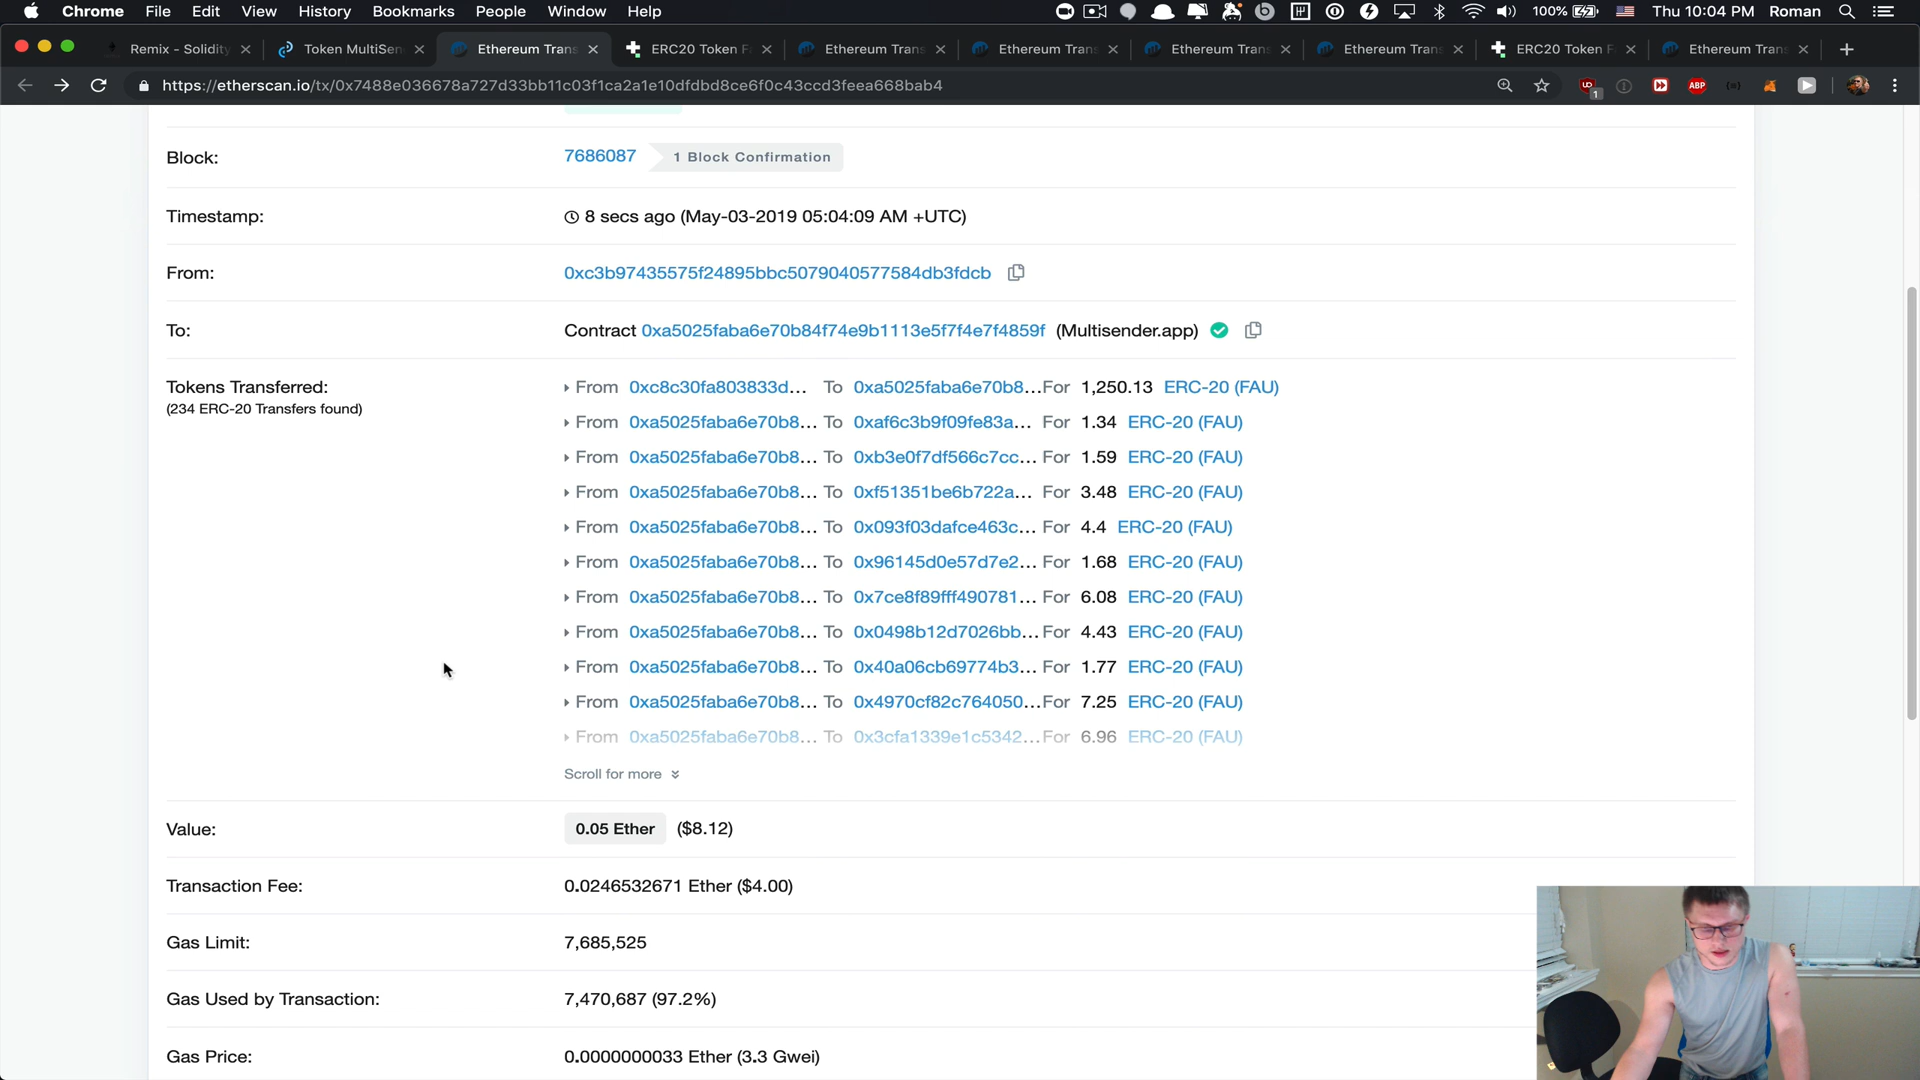 Chrome File Edit View History Bookmarks People Window Help 100% Thu 10:04 PM Roman
Remix - Solidity Token MultiSen Ethereum Trans ERC20 Token F Ethereum Trans Ethereum Trans Ethereum Trans Ethereum Trans ERC20 Token F Ethereum Trans
https://etherscan.io/tx/0x7488e036678a727d33bb11c03f1ca2a1e10dfdbd8ce6f0c43ccd3feea668bab4 1 ABP
Block: 7686087 1 Block Confirmation
Timestamp: 8 secs ago (May-03-2019 05:04:09 AM +UTC)
From: 0xc3b97435575f24895bbc5079040577584db3fdcb
To: Contract 0xa5025faba6e70b84f74e9b1113e5f7f4e7f4859f (Multisender.app)
Tokens Transferred: From 0xc8c30fa803833d... To 0xa5025faba6e70b8... For 1,250.13 ERC-20 (FAU)
(234 ERC-20 Transfers found)
From 0xa5025faba6e70b8... To 0xaf6c3b9f09fe83a... For 1.34 ERC-20 (FAU)
From 0xa5025faba6e70b8... To 0xb3e0f7df566c7cc... For 1.59 ERC-20 (FAU)
From 0xa5025faba6e70b8... To 0xf51351be6b722a... For 3.48 ERC-20 (FAU)
From 0xa5025faba6e70b8... To 0x093f03dafce463c... For 4.4 ERC-20 (FAU)
From 0xa5025faba6e70b8... To 0x96145d0e57d7e2... For 1.68 ERC-20 (FAU)
From 0xa5025faba6e70b8... To 0x7ce8f89fff490781... For 6.08 ERC-20 (FAU)
From 0xa5025faba6e70b8... To 0x0498b12d7026bb... For 4.43 ERC-20 (FAU)
From 0xa5025faba6e70b8... To 0x40a06cb69774b3... For 1.77 ERC-20 (FAU)
From 0xa5025faba6e70b8... To 0x4970cf82c764050... For 7.25 ERC-20 (FAU)
From 0xa5025faba6e70b8... To 0x3cfa1339e1c5342... For 6.96 ERC-20 (FAU)
Scroll for more
Value: 0.05 Ether ($8.12)
Transaction Fee: 0.0246532671 Ether ($4.00)
Gas Limit: 7,685,525
Gas Used by Transaction: 7,470,687 (97.2%)
Gas Price: 0.0000000033 Ether (3.3 Gwei)